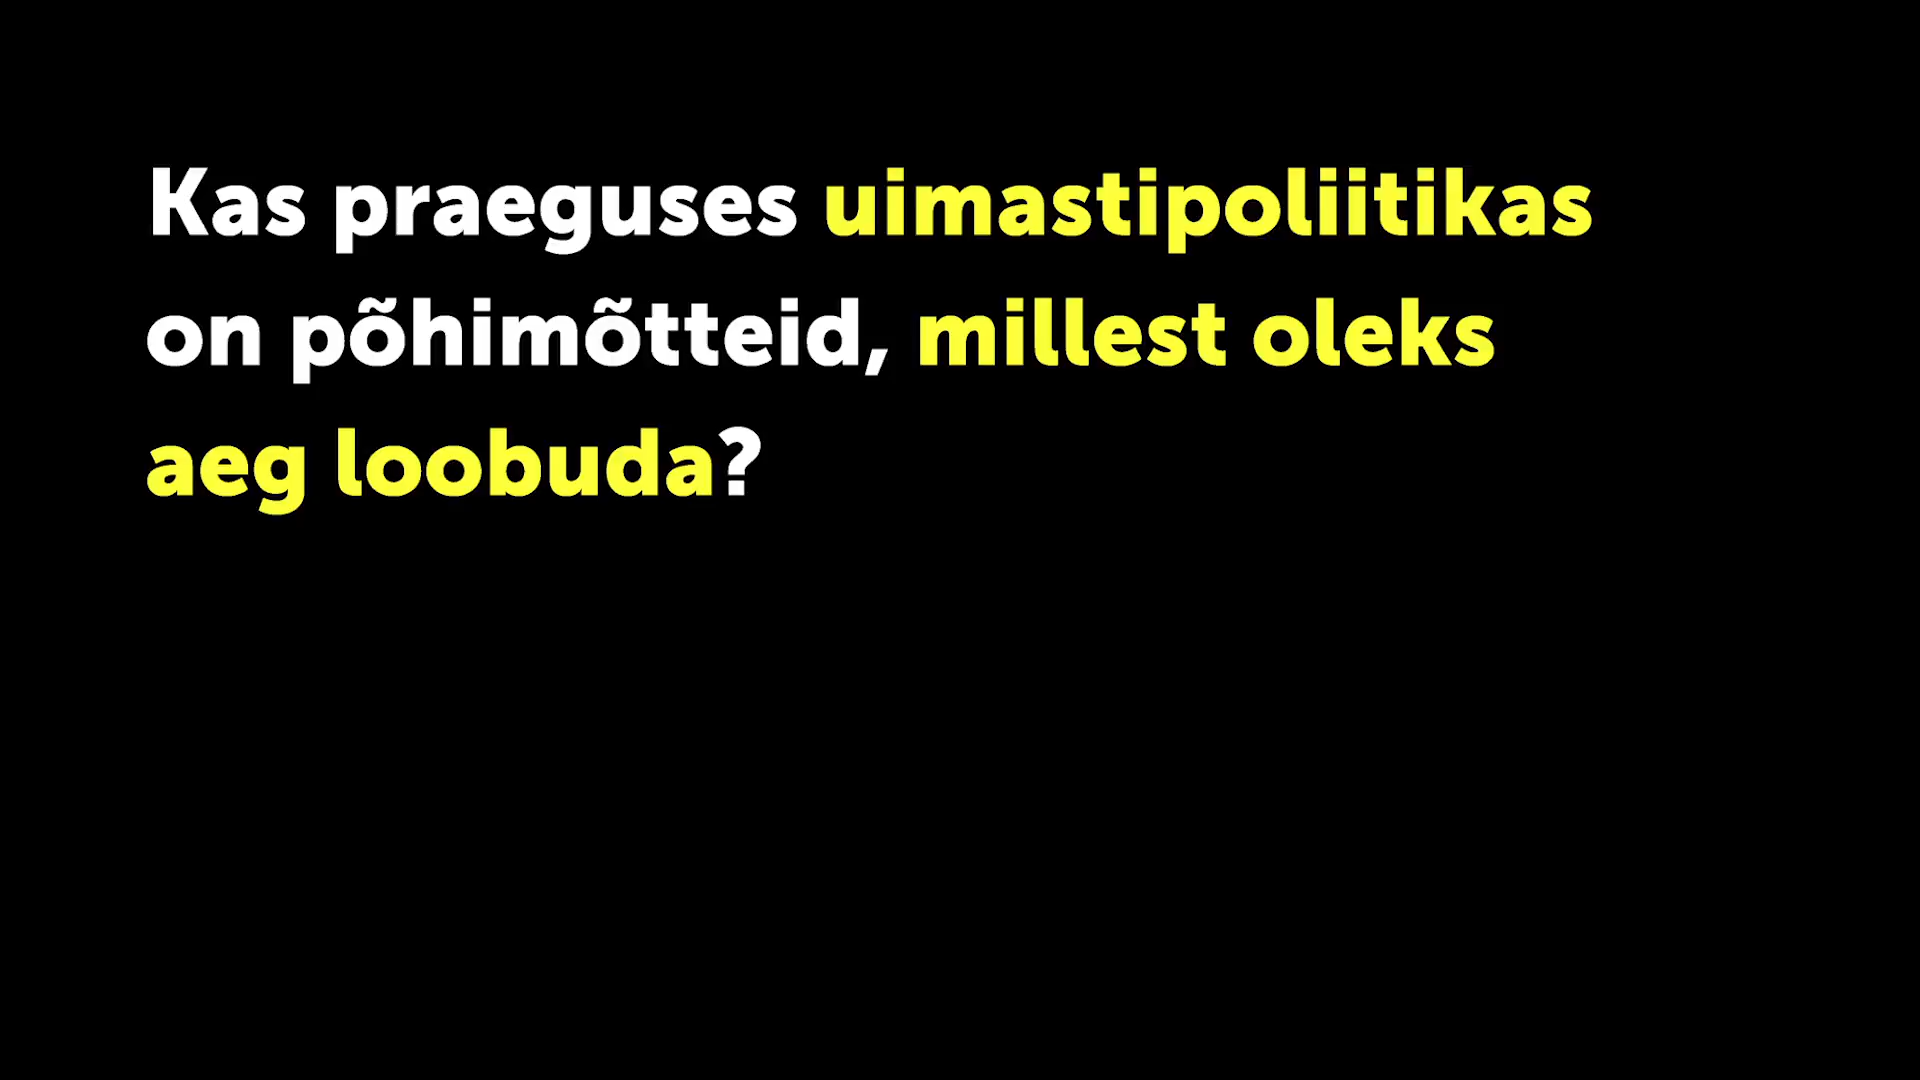 Kas praeguses uimastipoliitikas
on põhimõtteid, millest oleks
aeg loobuda?